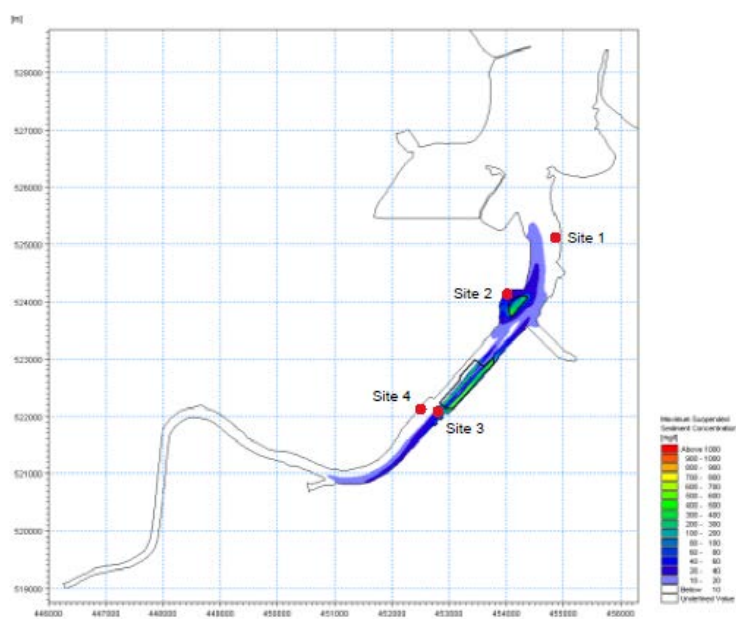 [m]
529000
528000
527000
526000
525000
524000
523000
522000
521000
520000
519000
Site 1
Site 2
Site 4
Site 3
446000 447000 448000 449000 450000 451000 452000 453000 454000 455000 456000
Maximum Suspended
Sediment Concentration
[mg/l]
Above 1000
900 - 1000
800 - 900
700 - 800
600 - 700
500 - 600
400 - 500
300 - 400
200 - 300
100 - 200
80 - 100
60 - 80
40 - 60
20 - 40
10 - 20
Below 10
Undefined Value